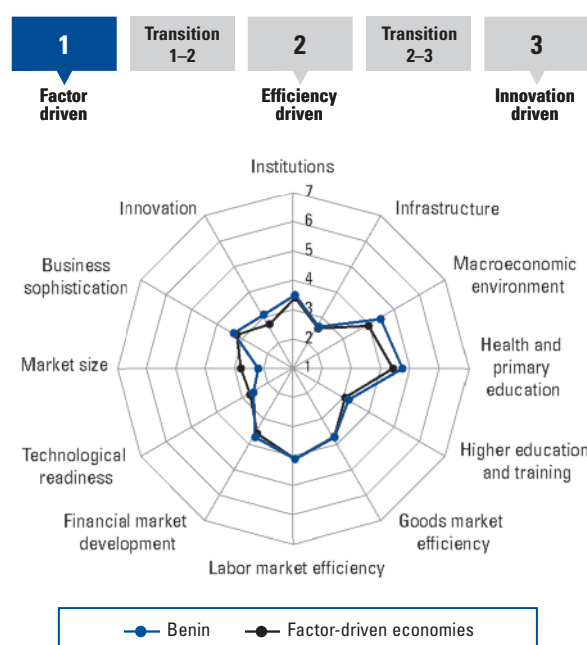 1
Transition
1–2
2
Transition
2–3
3
Factor
driven
Efficiency
driven
Innovation
driven
Institutions
7
Innovation
Infrastructure
6
5
Business
sophistication
Macroeconomic
environment
4
3
2
Market size
1
Health and
primary
education
Technological
readiness
Higher education
and training
Financial market
development
Goods market
efficiency
Labor market efficiency
Benin
Factor-driven economies